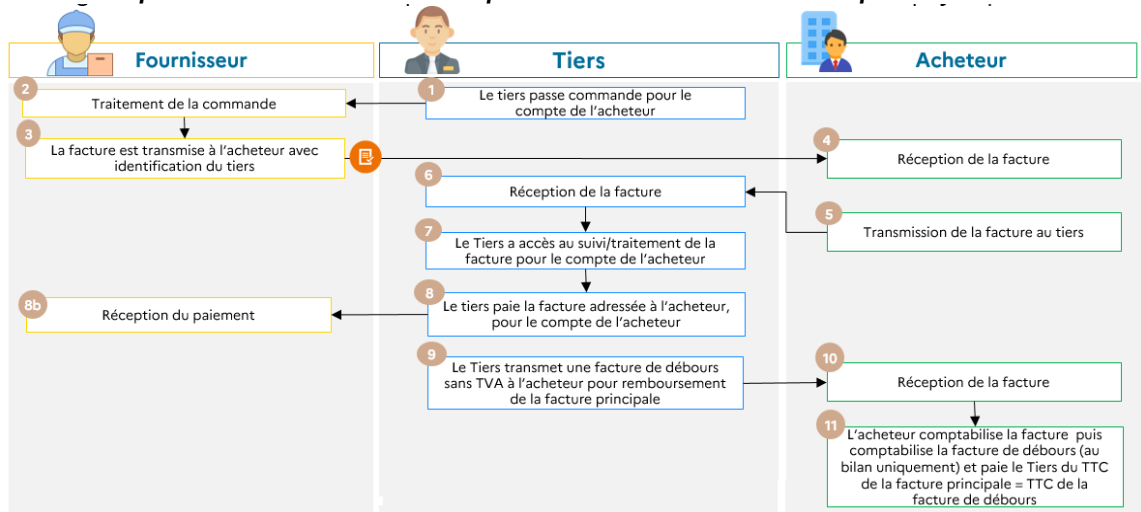 Fournisseur
Tiers
Acheteur
2
Traitement de la commande
1
Le tiers passe commande pour le
compte de l'acheteur
3
La facture est transmise à l'acheteur avec
identification du tiers
4
Réception de la facture
6
Réception de la facture
5
Transmission de la facture au tiers
7
Le Tiers a accès au suivi/traitement de la
facture pour le compte de l'acheteur
8b
Réception du paiement
8
Le tiers paie la facture adressée à l'acheteur,
pour le compte de l'acheteur
9
Le Tiers transmet une facture de débours
sans TVA à l'acheteur pour remboursement
de la facture principale
10
Réception de la facture
11
L'acheteur comptabilise la facture puis
comptabilise la facture de débours (au
bilan uniquement) et paie le Tiers du TTC
de la facture principale = TTC de la
facture de débours